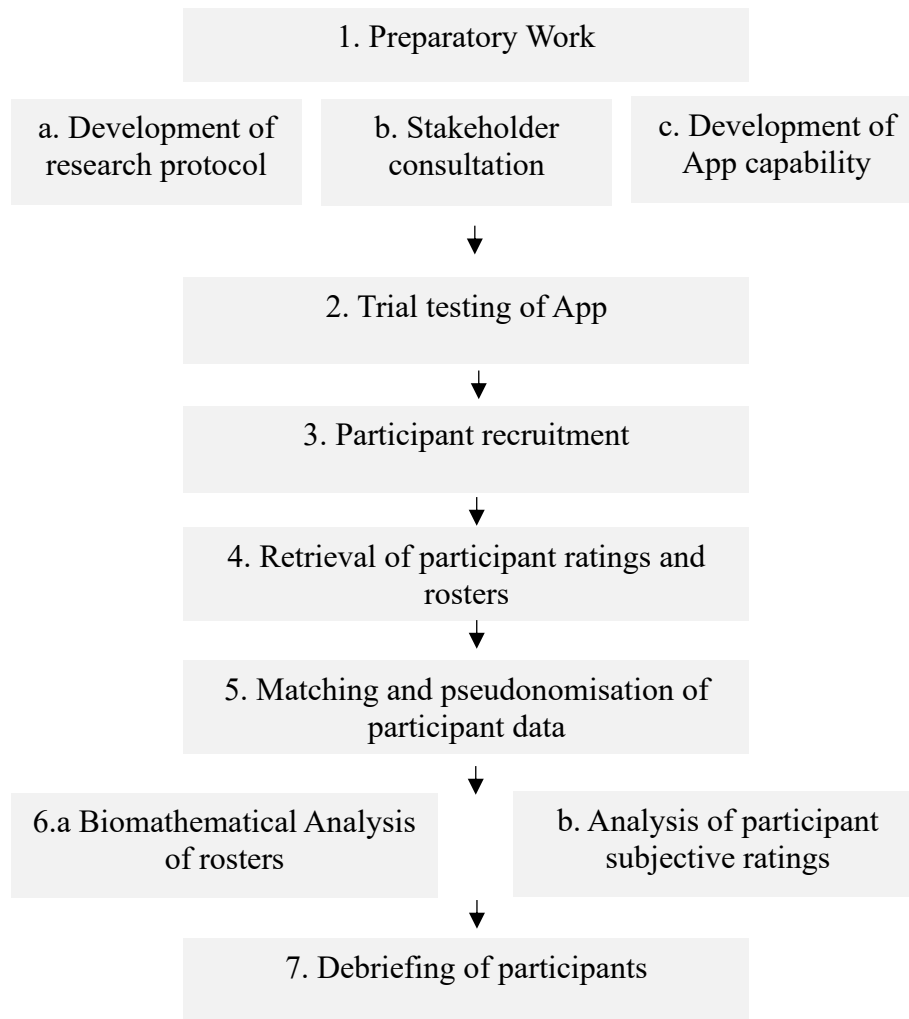 1. Preparatory Work
a. Development of
research protocol
b. Stakeholder
consultation
c. Development of
App capability
2. Trial testing of App
3. Participant recruitment
4. Retrieval of participant ratings and
rosters
5. Matching and pseudonomisation of
participant data
6.a Biomathematical Analysis
of rosters
b. Analysis of participant
subjective ratings
7. Debriefing of participants